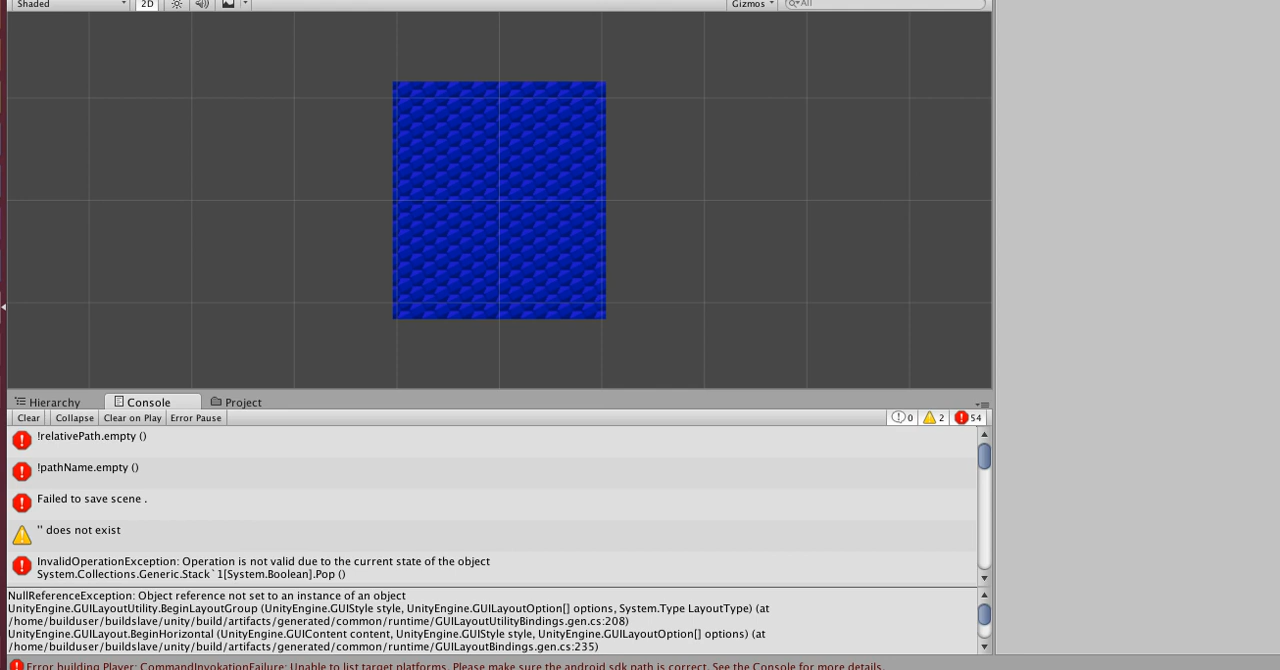 Shaded
2D
Gizmos
All
Hierarchy
Console
Project
Clear
Collapse
Clear on Play
Error Pause
0
2
54
!relativePath.empty ()
!pathName.empty ()
Failed to save scene .
'' does not exist
InvalidOperationException: Operation is not valid due to the current state of the object
System.Collections.Generic.Stack`1[System.Boolean].Pop ()
NullReferenceException: Object reference not set to an instance of an object
UnityEngine.GUILayoutUtility.BeginLayoutGroup (UnityEngine.GUIStyle style, UnityEngine.GUILayoutOption[] options, System.Type LayoutType) (at
/home/builduser/buildslave/unity/build/artifacts/generated/common/runtime/GUILayoutUtilityBindings.gen.cs:208)
UnityEngine.GUILayout.BeginHorizontal (UnityEngine.GUIContent content, UnityEngine.GUIStyle style, UnityEngine.GUILayoutOption[] options) (at
/home/builduser/buildslave/unity/build/artifacts/generated/common/runtime/GUILayoutBindings.gen.cs:235)
Error building Player: CommandInvokationFailure: Unable to list target platforms. Please make sure the android sdk path is correct. See the Console for more details.